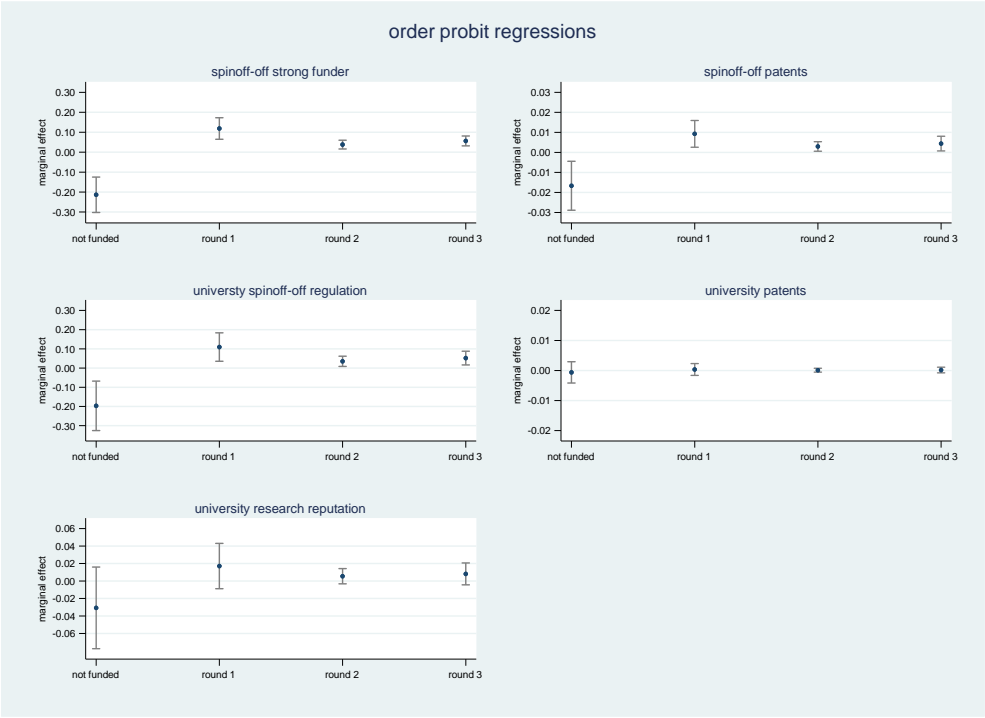 order probit regressions
spinoff-off strong funder
marginal effect
0.30
0.20
0.10
0.00
-0.10
-0.20
-0.30
not funded round 1 round 2 round 3
spinoff-off patents
marginal effect
0.03
0.02
0.01
0.00
-0.01
-0.02
-0.03
not funded round 1 round 2 round 3
universty spinoff-off regulation
marginal effect
0.30
0.20
0.10
0.00
-0.10
-0.20
-0.30
not funded round 1 round 2 round 3
university patents
marginal effect
0.02
0.01
0.00
-0.01
-0.02
not funded round 1 round 2 round 3
university research reputation
marginal effect
0.06
0.04
0.02
0.00
-0.02
-0.04
-0.06
not funded round 1 round 2 round 3